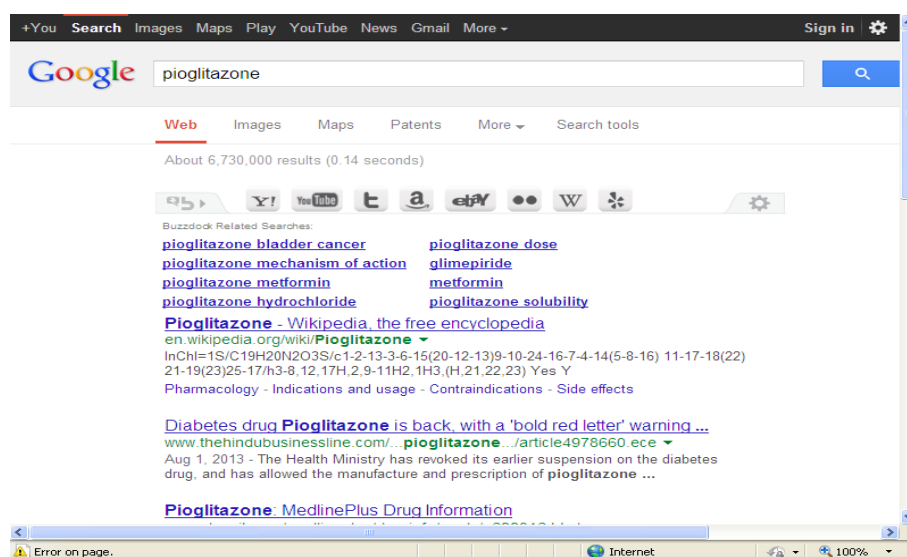 +You Search Images Maps Play YouTube News Gmail More Sign in
Google pioglitazone
Web Images Maps Patents More Search tools
About 6,730,000 results (0.14 seconds)
Y! YouTube t a ebay W
Buzzdock Related Searches:
pioglitazone bladder cancer pioglitazone dose
pioglitazone mechanism of action glimepiride
pioglitazone metformin metformin
pioglitazone hydrochloride pioglitazone solubility
Pioglitazone - Wikipedia, the free encyclopedia
en.wikipedia.org/wiki/Pioglitazone
InChI=1S/C19H20N2O3S/c1-2-13-3-6-15(20-12-13)9-10-24-16-7-4-14(5-8-16) 11-17-18(22)
21-19(23)25-17/h3-8,12,17H,2,9-11H2,1H3,(H,21,22,23) Yes Y
Pharmacology - Indications and usage - Contraindications - Side effects
Diabetes drug Pioglitazone is back, with a 'bold red letter' warning ...
www.thehindubusinessline.com/...pioglitazone.../article4978660.ece
Aug 1, 2013 - The Health Ministry has revoked its earlier suspension on the diabetes
drug, and has allowed the manufacture and prescription of pioglitazone ...
Pioglitazone: MedlinePlus Drug Information
Error on page. Internet 100%